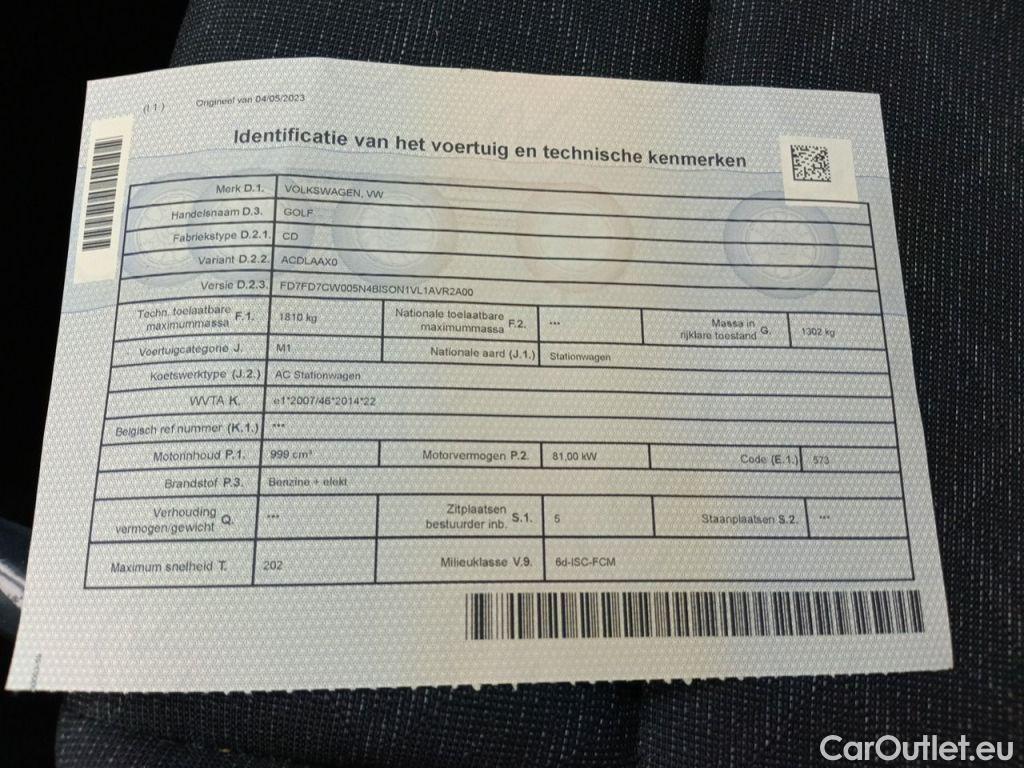 (I 1)
Origineel van 04/05/2023
Identificatie van het voertuig en technische kenmerken
Merk D.1. VOLKSWAGEN, VW
Handelsnaam D.3. GOLF
Fabriekstype D.2.1. CD
Variant D.2.2. ACDLAAX0
Versie D.2.3. FD7FD7CW005N4BISON1VL1AVR2A00
Techn. toelaatbare maximummassa F.1. 1810 kg Nationale toelaatbare maximummassa F.2. *** Massa in rijklare toestand G. 1302 kg
Voertuigcategorie J. M1 Nationale aard (J.1.) Stationwagen
Koetswerktype (J.2.) AC Stationwagen
WVTA K. e1*2007/46*2014*22
Belgisch ref nummer (K.1.) ***
Motorinhoud P.1. 999 cm³ Motorvermogen P.2. 81,00 kW Code (E.1.) 573
Brandstof P.3. Benzine + elekt
Verhouding vermogen/gewicht Q. *** Zitplaatsen bestuurder inb. S.1. 5 Staanplaatsen S.2. ***
Maximum snelheid T. 202 Milieuklasse V.9. 6d-ISC-FCM
CarOutlet.eu